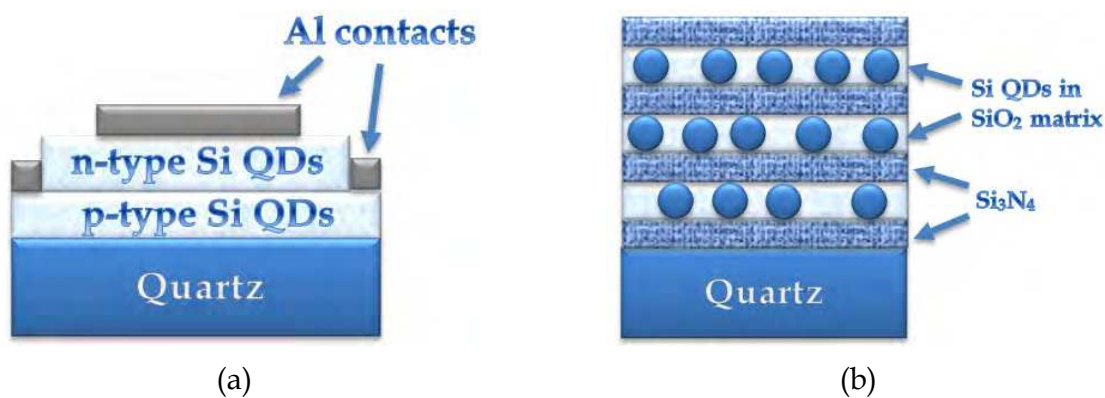 Al contacts
n-type Si QDs
p-type Si QDs
Quartz
(a)
Si QDs in
SiO₂ matrix
Si₃N₄
Quartz
(b)